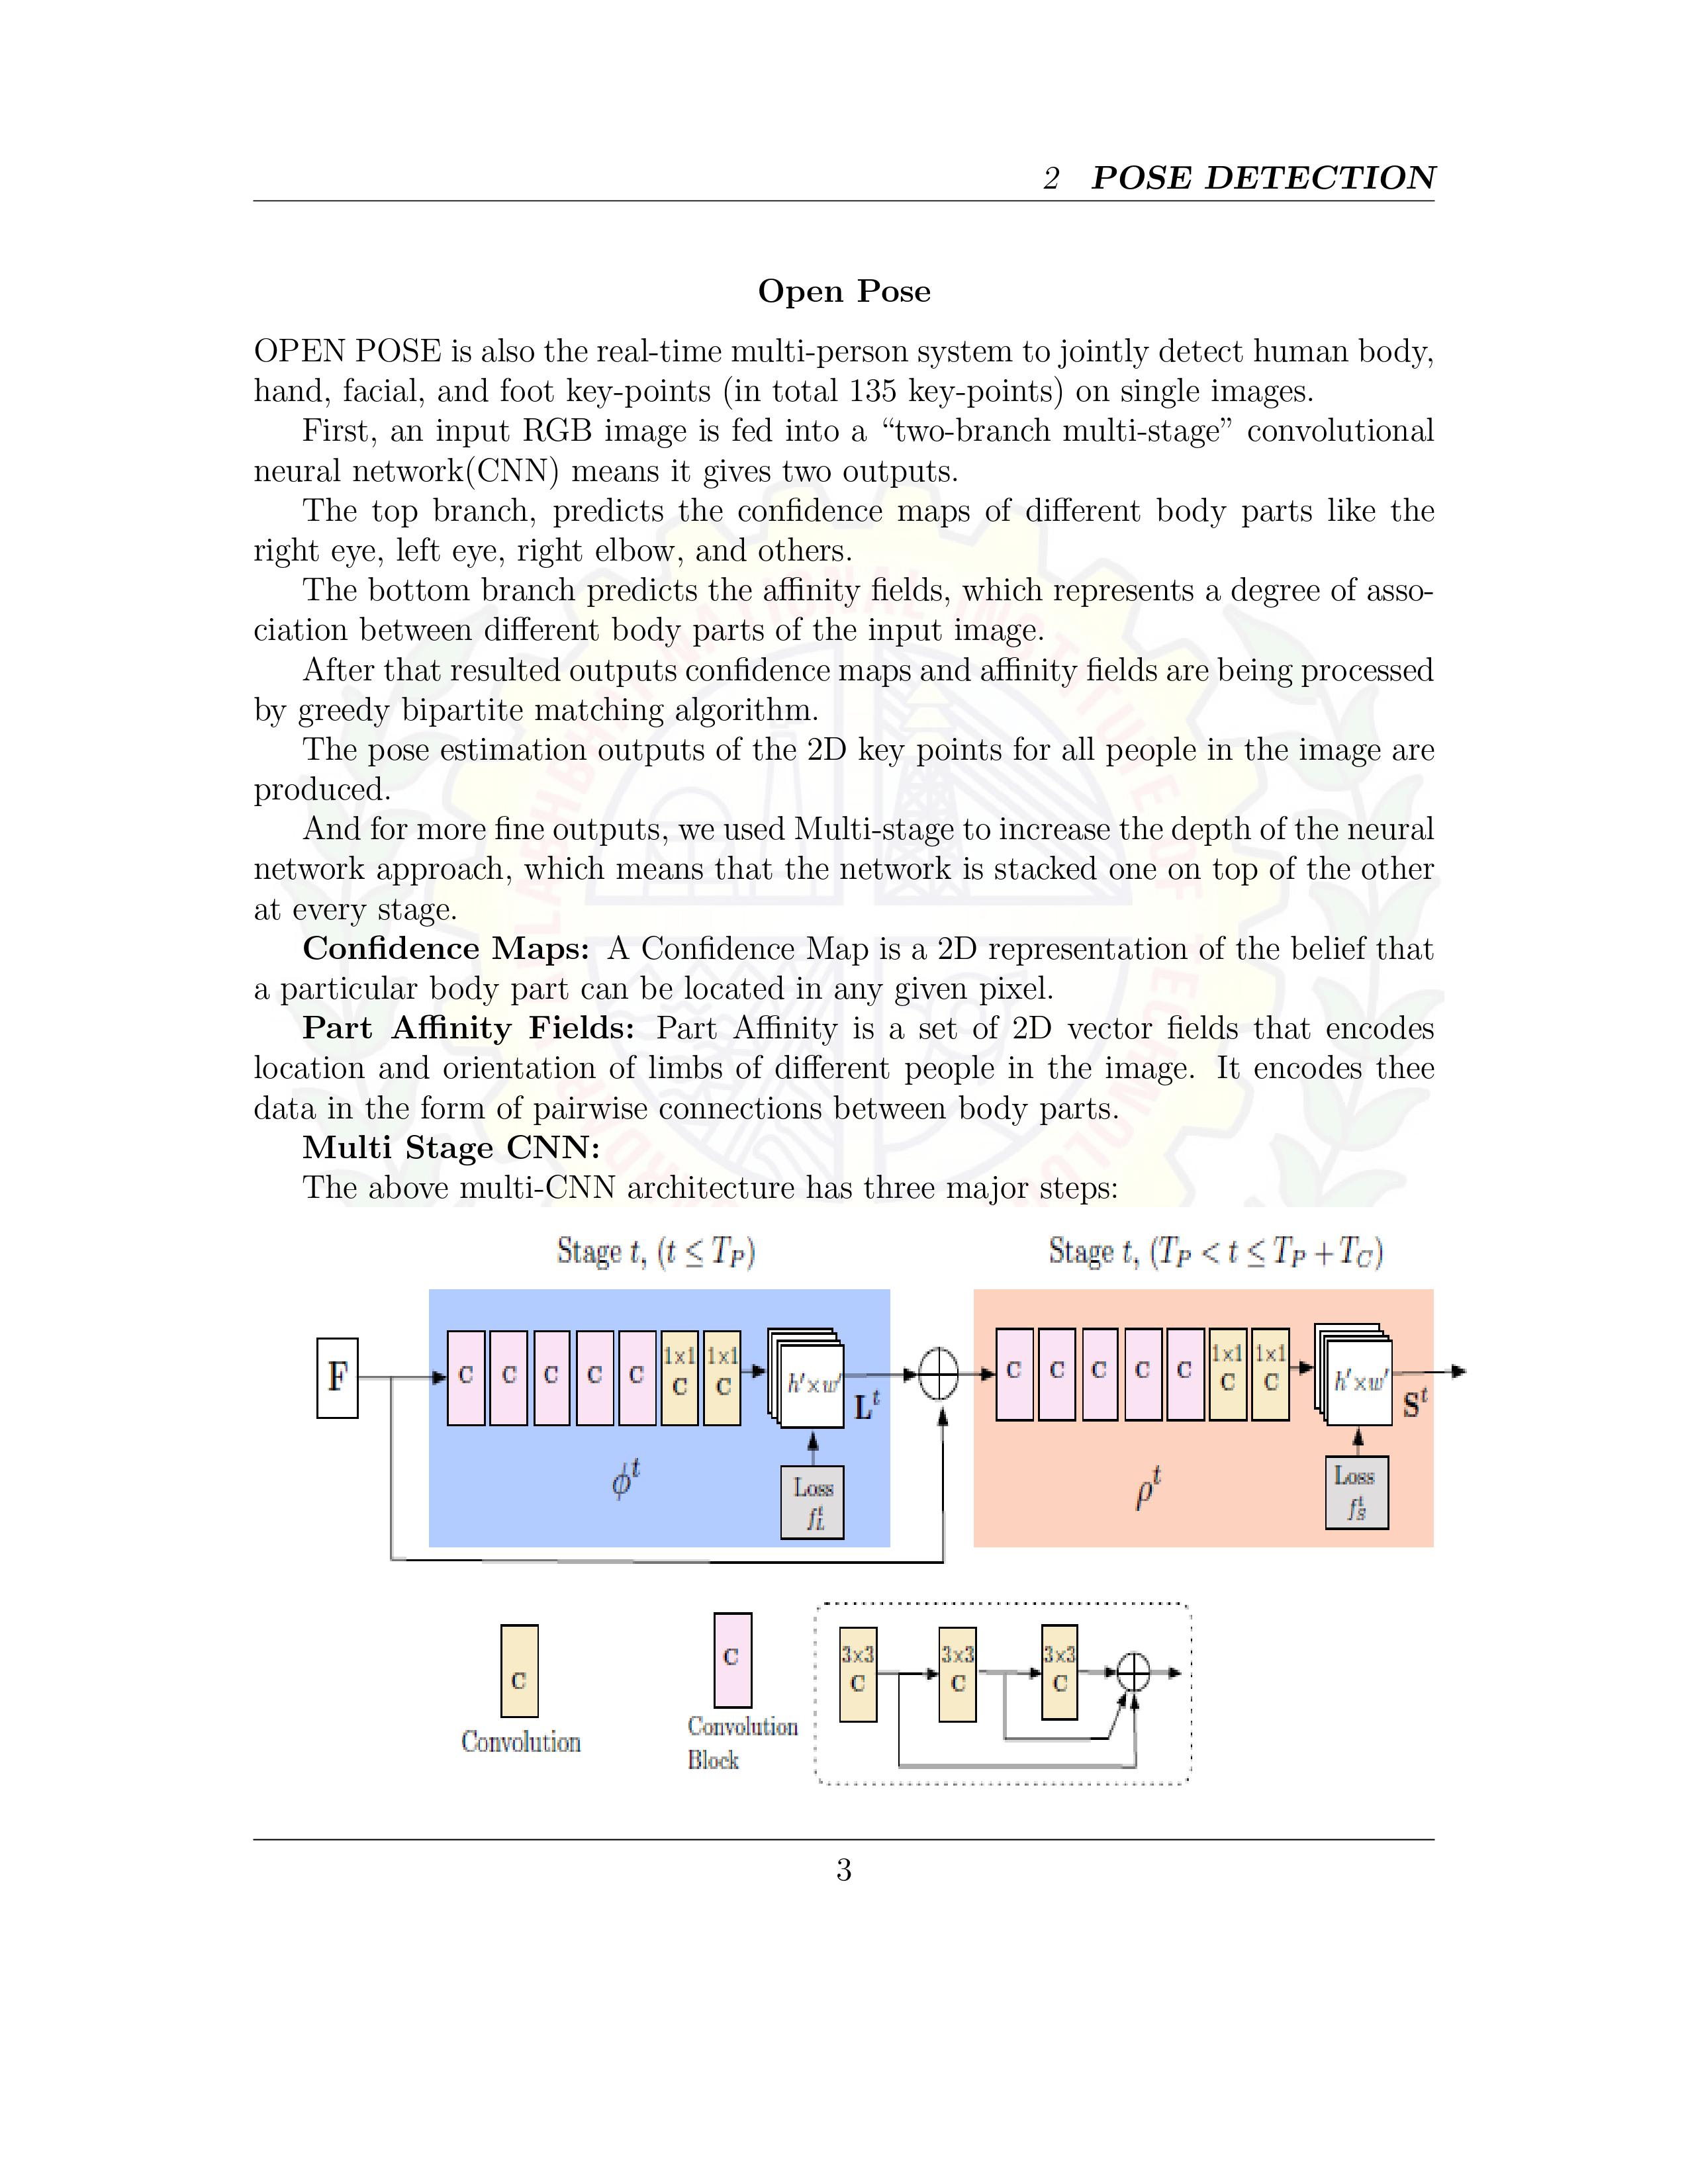 2 POSE DETECTION
Open Pose
OPEN POSE is also the real-time multi-person system to jointly detect human body,
hand, facial, and foot key-points (in total 135 key-points) on single images.
First, an input RGB image is fed into a “two-branch multi-stage” convolutional
neural network(CNN) means it gives two outputs.
The top branch, predicts the confidence maps of different body parts like the
right eye, left eye, right elbow, and others.
The bottom branch predicts the affinity fields, which represents a degree of asso-
ciation between different body parts of the input image.
After that resulted outputs confidence maps and affinity fields are being processed
by greedy bipartite matching algorithm.
The pose estimation outputs of the 2D key points for all people in the image are
produced.
And for more fine outputs, we used Multi-stage to increase the depth of the neural
network approach, which means that the network is stacked one on top of the other
at every stage.
Confidence Maps: A Confidence Map is a 2D representation of the belief that
a particular body part can be located in any given pixel.
Part Affinity Fields: Part Affinity is a set of 2D vector fields that encodes
location and orientation of limbs of different people in the image. It encodes thee
data in the form of pairwise connections between body parts.
Multi Stage CNN:
The above multi-CNN architecture has three major steps:
Stage t, (t ≤ T_P) Stage t, (T_P < t ≤ T_P + T_C)
F C C C C C 1x1 C 1x1 C h′×w′ L^t C C C C C 1x1 C 1x1 C h′×w′ S^t
ϕ^t Loss f_L^t ρ^t Loss f_S^t
C C 3x3 C 3x3 C 3x3 C
Convolution Convolution
Block
3